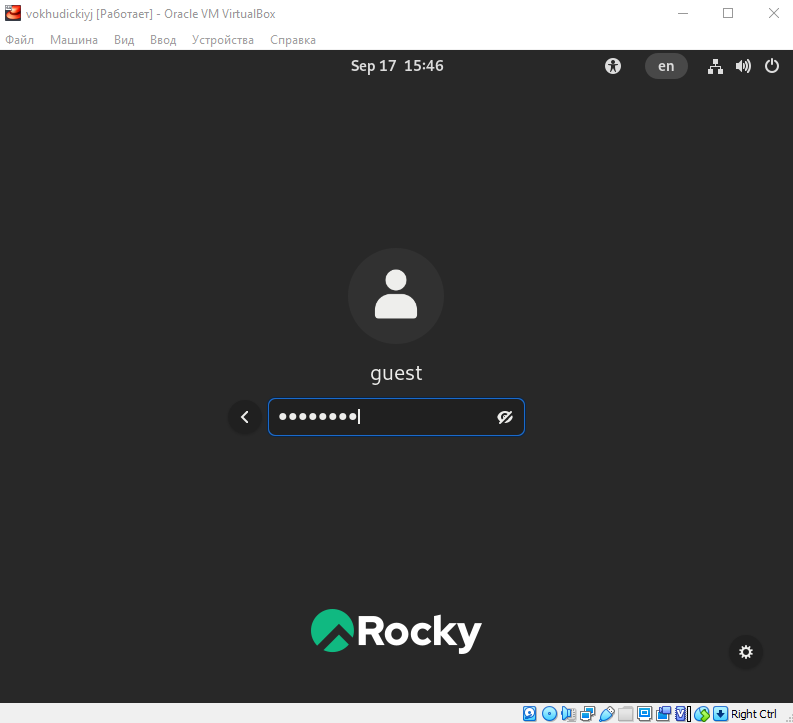 vokhudickiyj [Работает] - Oracle VM VirtualBox
Файл Машина Вид Ввод Устройства Справка
Sep 17 15:46
en
guest
Rocky
Right Ctrl